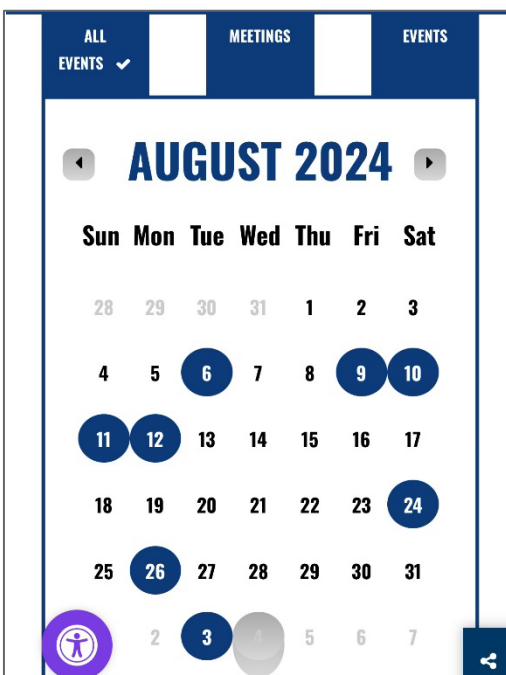 ALL MEETINGS EVENTS
EVENTS
AUGUST 2024
Sun Mon Tue Wed Thu Fri Sat
28 29 30 31 1 2 3
4 5 6 7 8 9 10
11 12 13 14 15 16 17
18 19 20 21 22 23 24
25 26 27 28 29 30 31
2 3 4 5 6 7